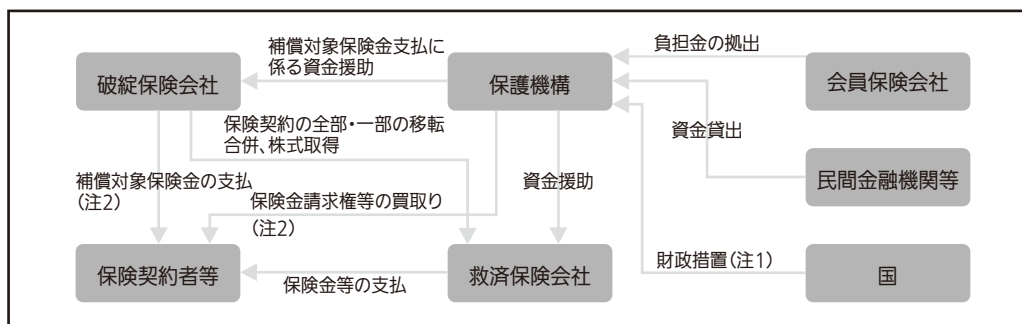 補償対象保険金支払に
係る資金援助
負担金の拠出
破綻保険会社
保護機構
会員保険会社
保険契約の全部・一部の移転
合併、株式取得
資金貸出
補償対象保険金の支払
(注2)
資金援助
民間金融機関等
保険金請求権等の買取り
(注2)
財政措置(注1)
保険契約者等
保険金等の支払
救済保険会社
国